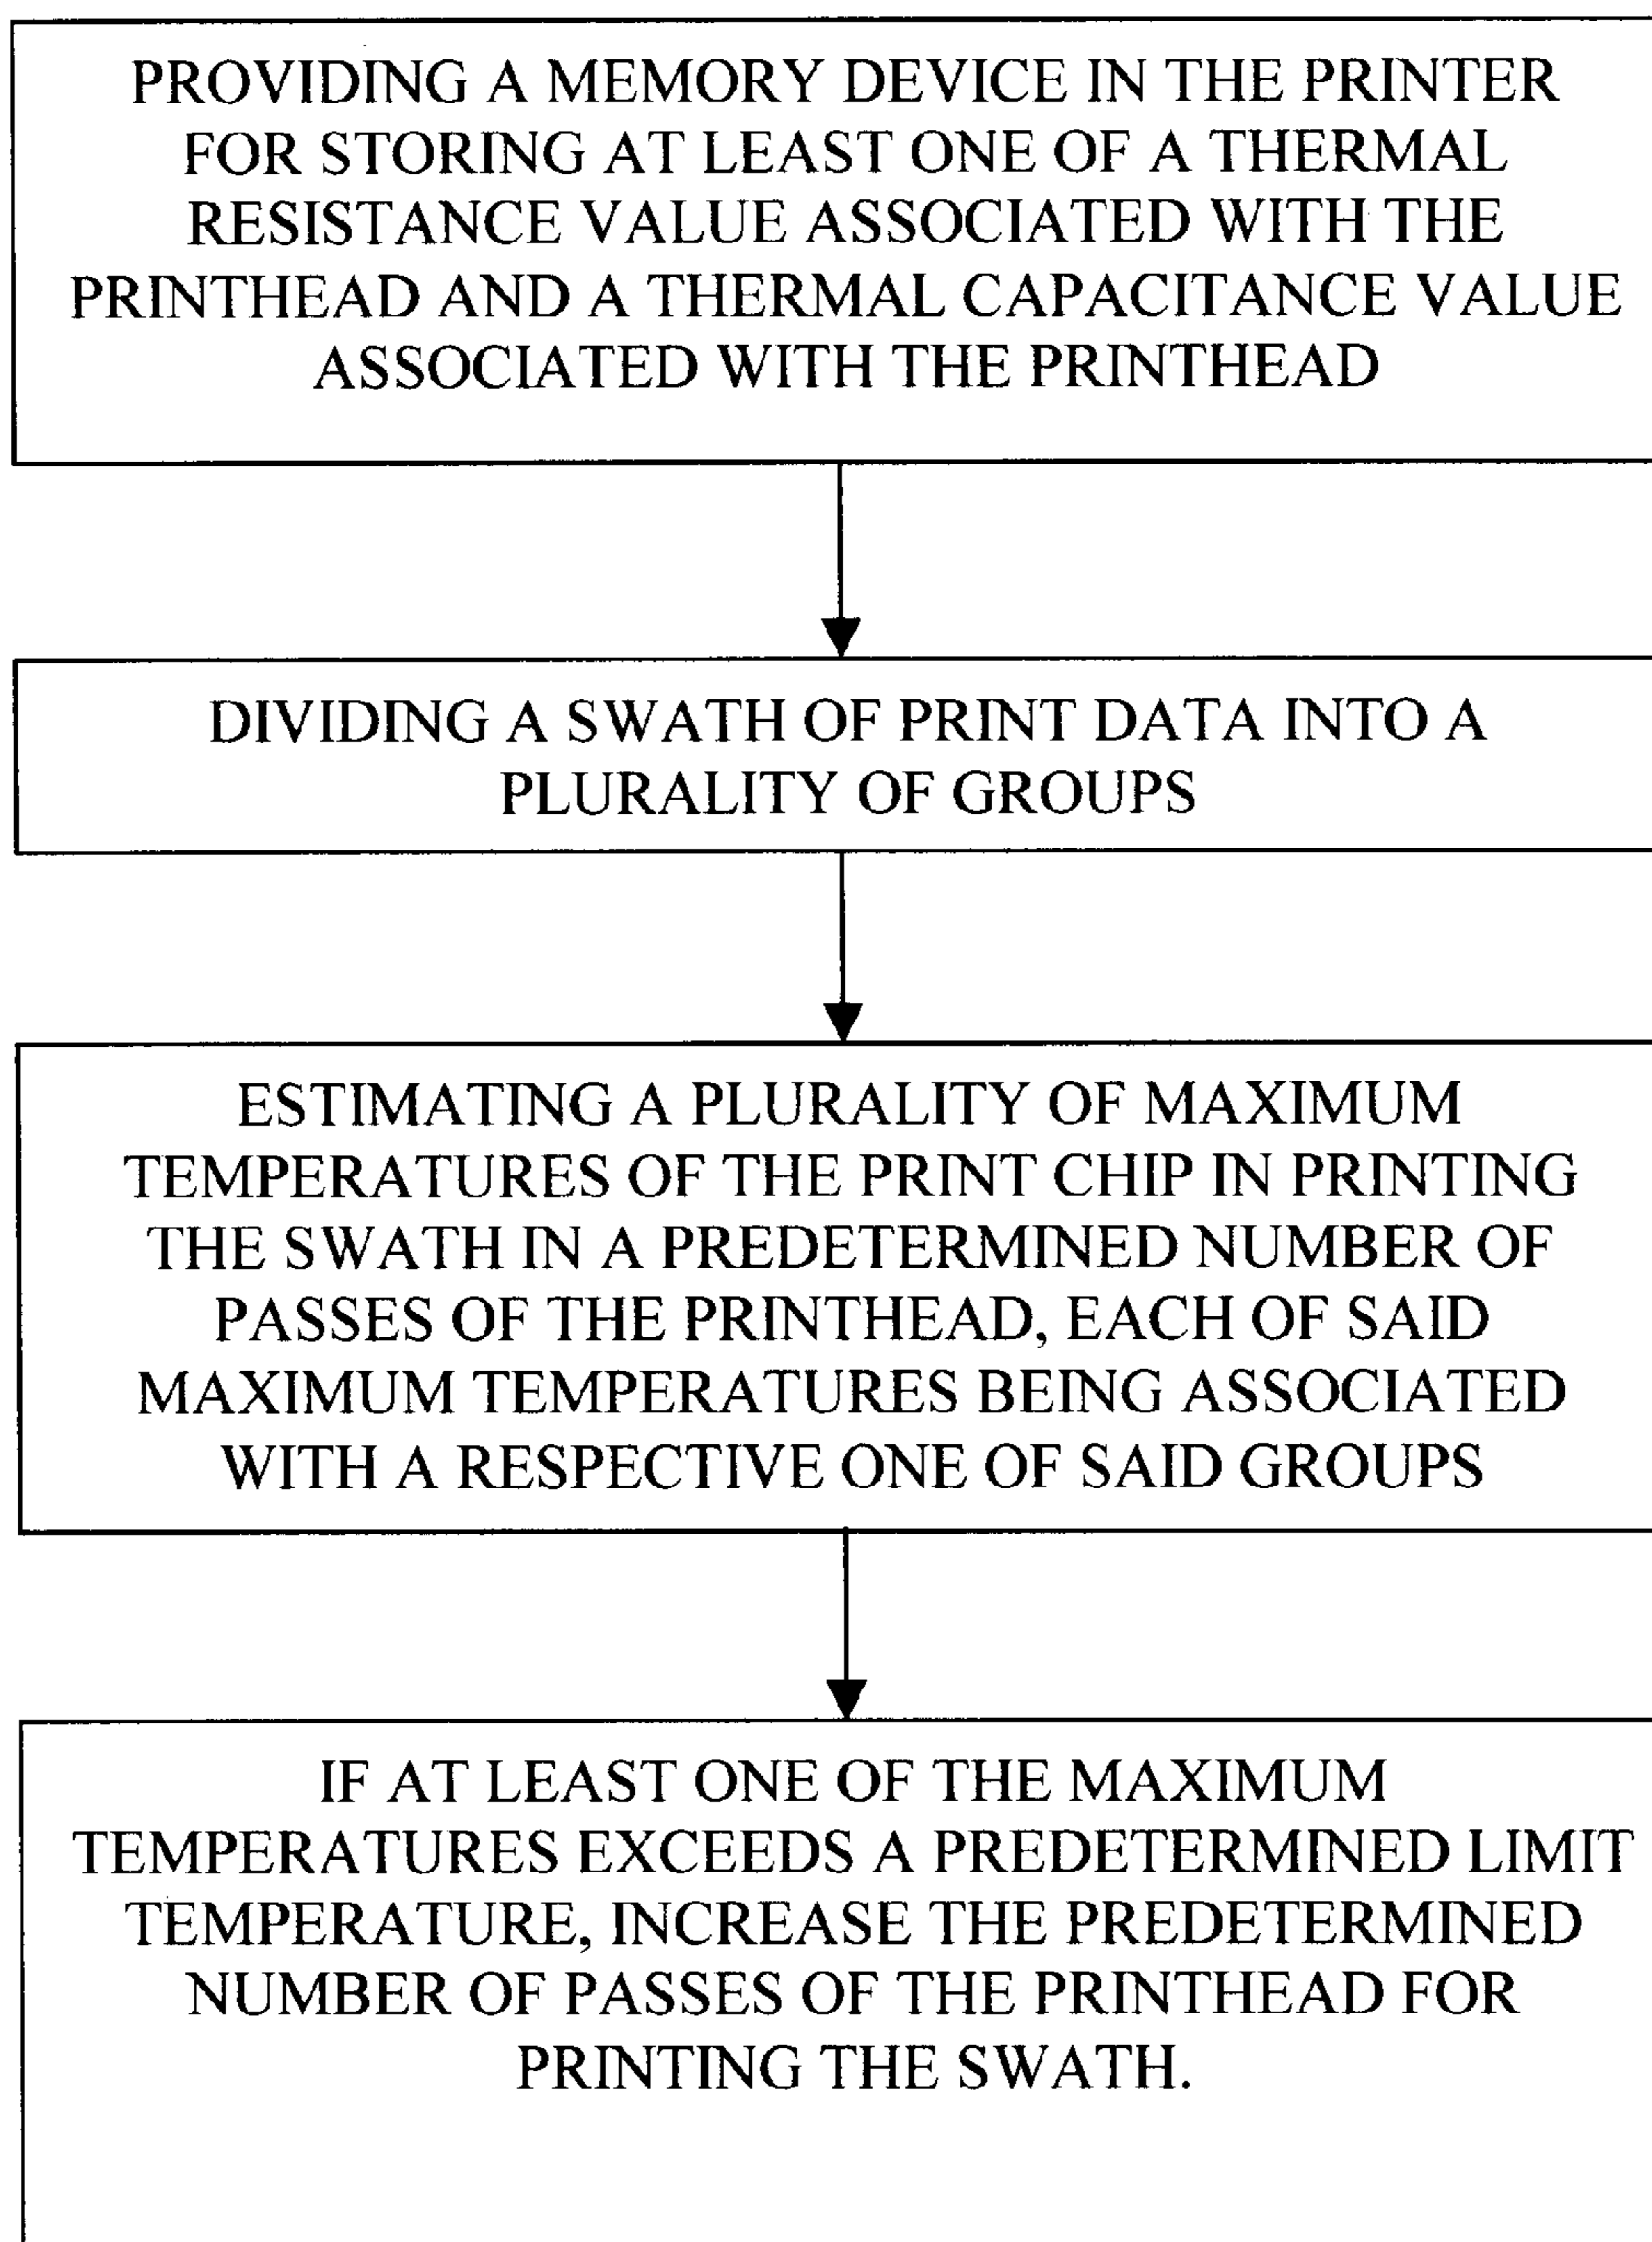 PROVIDING A MEMORY DEVICE IN THE PRINTER
FOR STORING AT LEAST ONE OF A THERMAL
RESISTANCE VALUE ASSOCIATED WITH THE
PRINTHEAD AND A THERMAL CAPACITANCE VALUE
ASSOCIATED WITH THE PRINTHEAD
DIVIDING A SWATH OF PRINT DATA INTO A
PLURALITY OF GROUPS
ESTIMATING A PLURALITY OF MAXIMUM
TEMPERATURES OF THE PRINT CHIP IN PRINTING
THE SWATH IN A PREDETERMINED NUMBER OF
PASSES OF THE PRINTHEAD, EACH OF SAID
MAXIMUM TEMPERATURES BEING ASSOCIATED
WITH A RESPECTIVE ONE OF SAID GROUPS
IF AT LEAST ONE OF THE MAXIMUM
TEMPERATURES EXCEEDS A PREDETERMINED LIMIT
TEMPERATURE, INCREASE THE PREDETERMINED
NUMBER OF PASSES OF THE PRINTHEAD FOR
PRINTING THE SWATH.